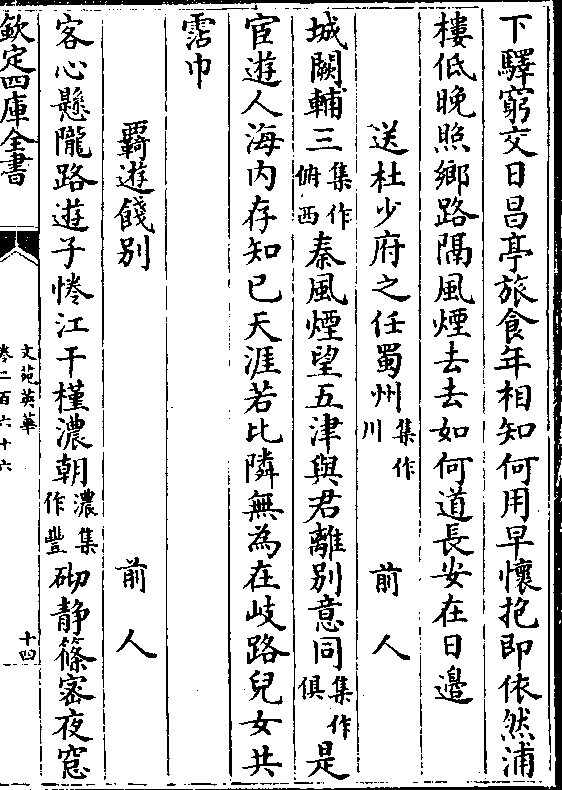 下驛窮交日昌亭旅食年相知何用早懷抱即依然浦
樓低晚照鄉路隔風煙去去如何道長安在日邊
送杜少府之任蜀州集作川 前人
城闕輔三集作俯西秦風煙望五津與君離別意同集作俱是
宦遊人海内存知已天涯若比隣無為在岐路兒女共
霑巾
羇遊餞別 前人
客心懸隴路遊子惓江干槿濃朝濃集作豐砌静篠密夜窓
欽定四庫全書
文苑英華
卷二百六十六
十四